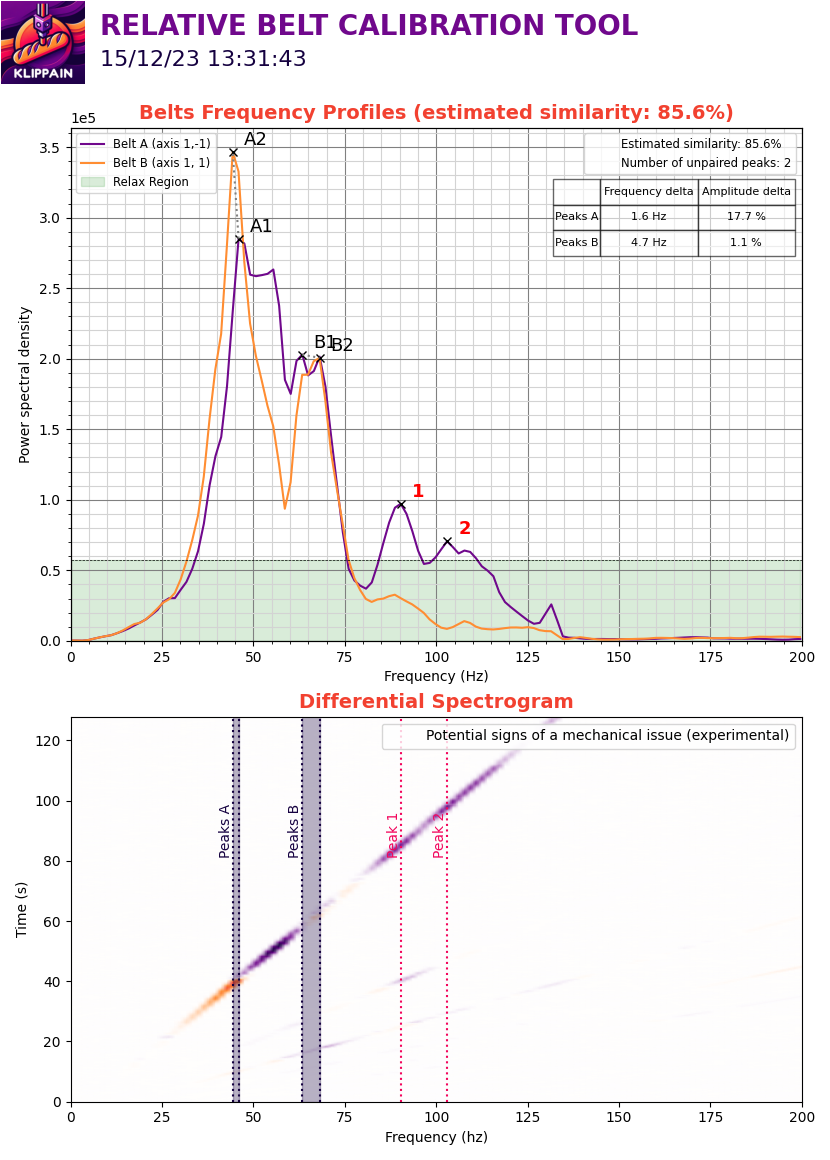 KLIPPAIN
RELATIVE BELT CALIBRATION TOOL
15/12/23 13:31:43
Belts Frequency Profiles (estimated similarity: 85.6%)
1e5
Belt A (axis 1,-1)
Belt B (axis 1, 1)
Relax Region
Estimated similarity: 85.6%
Number of unpaired peaks: 2
Frequency delta Amplitude delta
Peaks A 1.6 Hz 17.7 %
Peaks B 4.7 Hz 1.1 %
A2
A1
B1
B2
1
2
Power spectral density
3.5
3.0
2.5
2.0
1.5
1.0
0.5
0.0
0 25 50 75 100 125 150 175 200
Frequency (Hz)
Differential Spectrogram
Potential signs of a mechanical issue (experimental)
Peaks A
Peaks B
Peak 1
Peak 2
Time (s)
120
100
80
60
40
20
0
0 25 50 75 100 125 150 175 200
Frequency (hz)